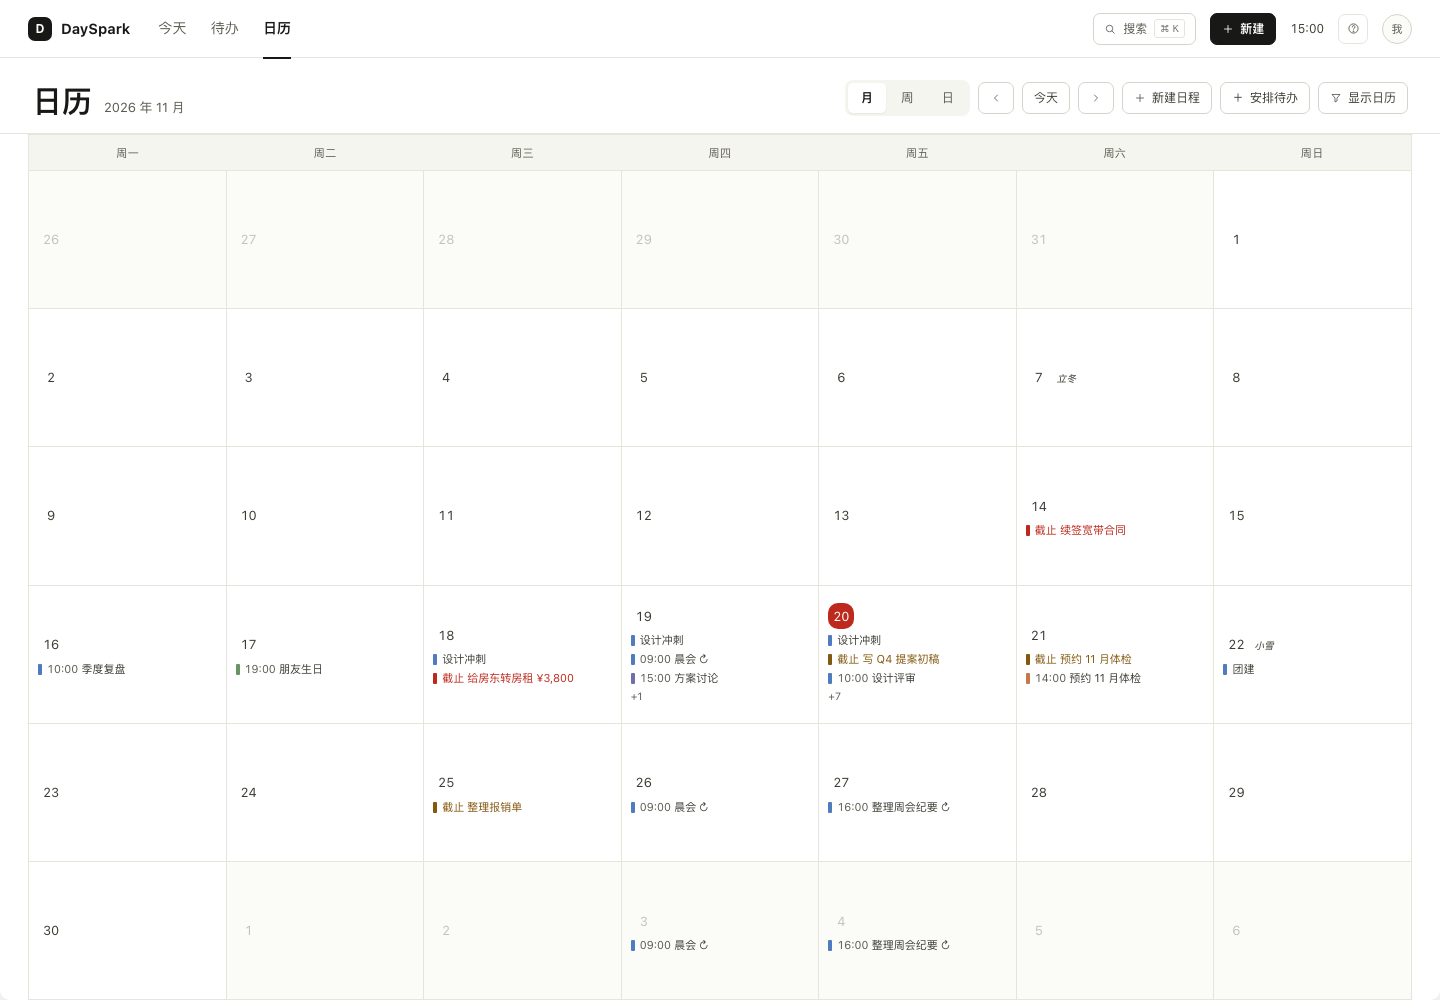 D DaySpark 今天 待办 日历 搜索 ⌘ K + 新建 15:00 我
日历 2026 年 11 月 月 周 日 ‹ 今天 › + 新建日程 + 安排待办 显示日历
周一 周二 周三 周四 周五 周六 周日
26 27 28 29 30 31 1
2 3 4 5 6 7 立冬 8
9 10 11 12 13 14 15
截止 续签宽带合同
16 17 18 19 20 21 22 小雪
10:00 季度复盘
19:00 朋友生日
设计冲刺
截止 给房东转房租 ¥3,800
设计冲刺
09:00 晨会 ↻
15:00 方案讨论
+1
设计冲刺
截止 写 Q4 提案初稿
10:00 设计评审
+7
截止 预约 11 月体检
14:00 预约 11 月体检
团建
23 24 25 26 27 28 29
截止 整理报销单
09:00 晨会 ↻
16:00 整理周会纪要 ↻
30 1 2 3 4 5 6
09:00 晨会 ↻
16:00 整理周会纪要 ↻